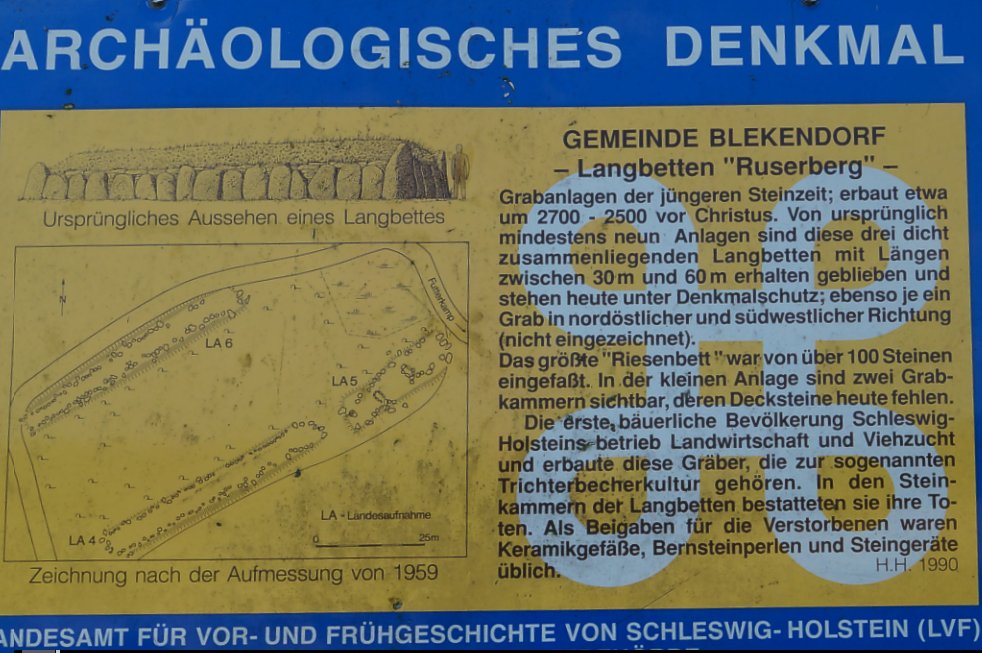 ARCHÄOLOGISCHES DENKMAL
Ursprüngliches Aussehen eines Langbettes
N
Futterkamp
LA 6
LA 5
LA 4
LA - Landesaufnahme
0 25m
Zeichnung nach der Aufmessung von 1959
GEMEINDE BLEKENDORF
– Langbetten "Ruserberg" –
Grabanlagen der jüngeren Steinzeit; erbaut etwa
um 2700 - 2500 vor Christus. Von ursprünglich
mindestens neun Anlagen sind diese drei dicht
zusammenliegenden Langbetten mit Längen
zwischen 30 m und 60 m erhalten geblieben und
stehen heute unter Denkmalschutz; ebenso je ein
Grab in nordöstlicher und südwestlicher Richtung
(nicht eingezeichnet).
Das größte "Riesenbett" war von über 100 Steinen
eingefaßt. In der kleinen Anlage sind zwei Grab-
kammern sichtbar, deren Decksteine heute fehlen.
Die erste bäuerliche Bevölkerung Schleswig-
Holsteins betrieb Landwirtschaft und Viehzucht
und erbaute diese Gräber, die zur sogenannten
Trichterbecherkultur gehören. In den Stein-
kammern der Langbetten bestatteten sie ihre To-
ten. Als Beigaben für die Verstorbenen waren
Keramikgefäße, Bernsteinperlen und Steingeräte
üblich.
H.H. 1990
ANDESAMT FÜR VOR- UND FRÜHGESCHICHTE VON SCHLESWIG-HOLSTEIN (LVF)